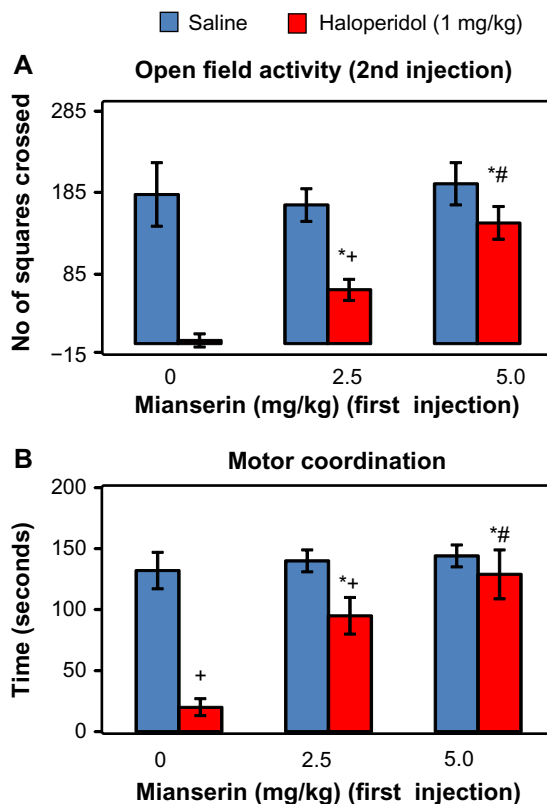 Saline Haloperidol (1 mg/kg)
A Open field activity (2nd injection)
No of squares crossed
285
185
85
−15
*+
*#
0 2.5 5.0
Mianserin (mg/kg) (first injection)
B Motor coordination
Time (seconds)
200
150
100
50
0
+
*+
*#
0 2.5 5.0
Mianserin (mg/kg) (first injection)